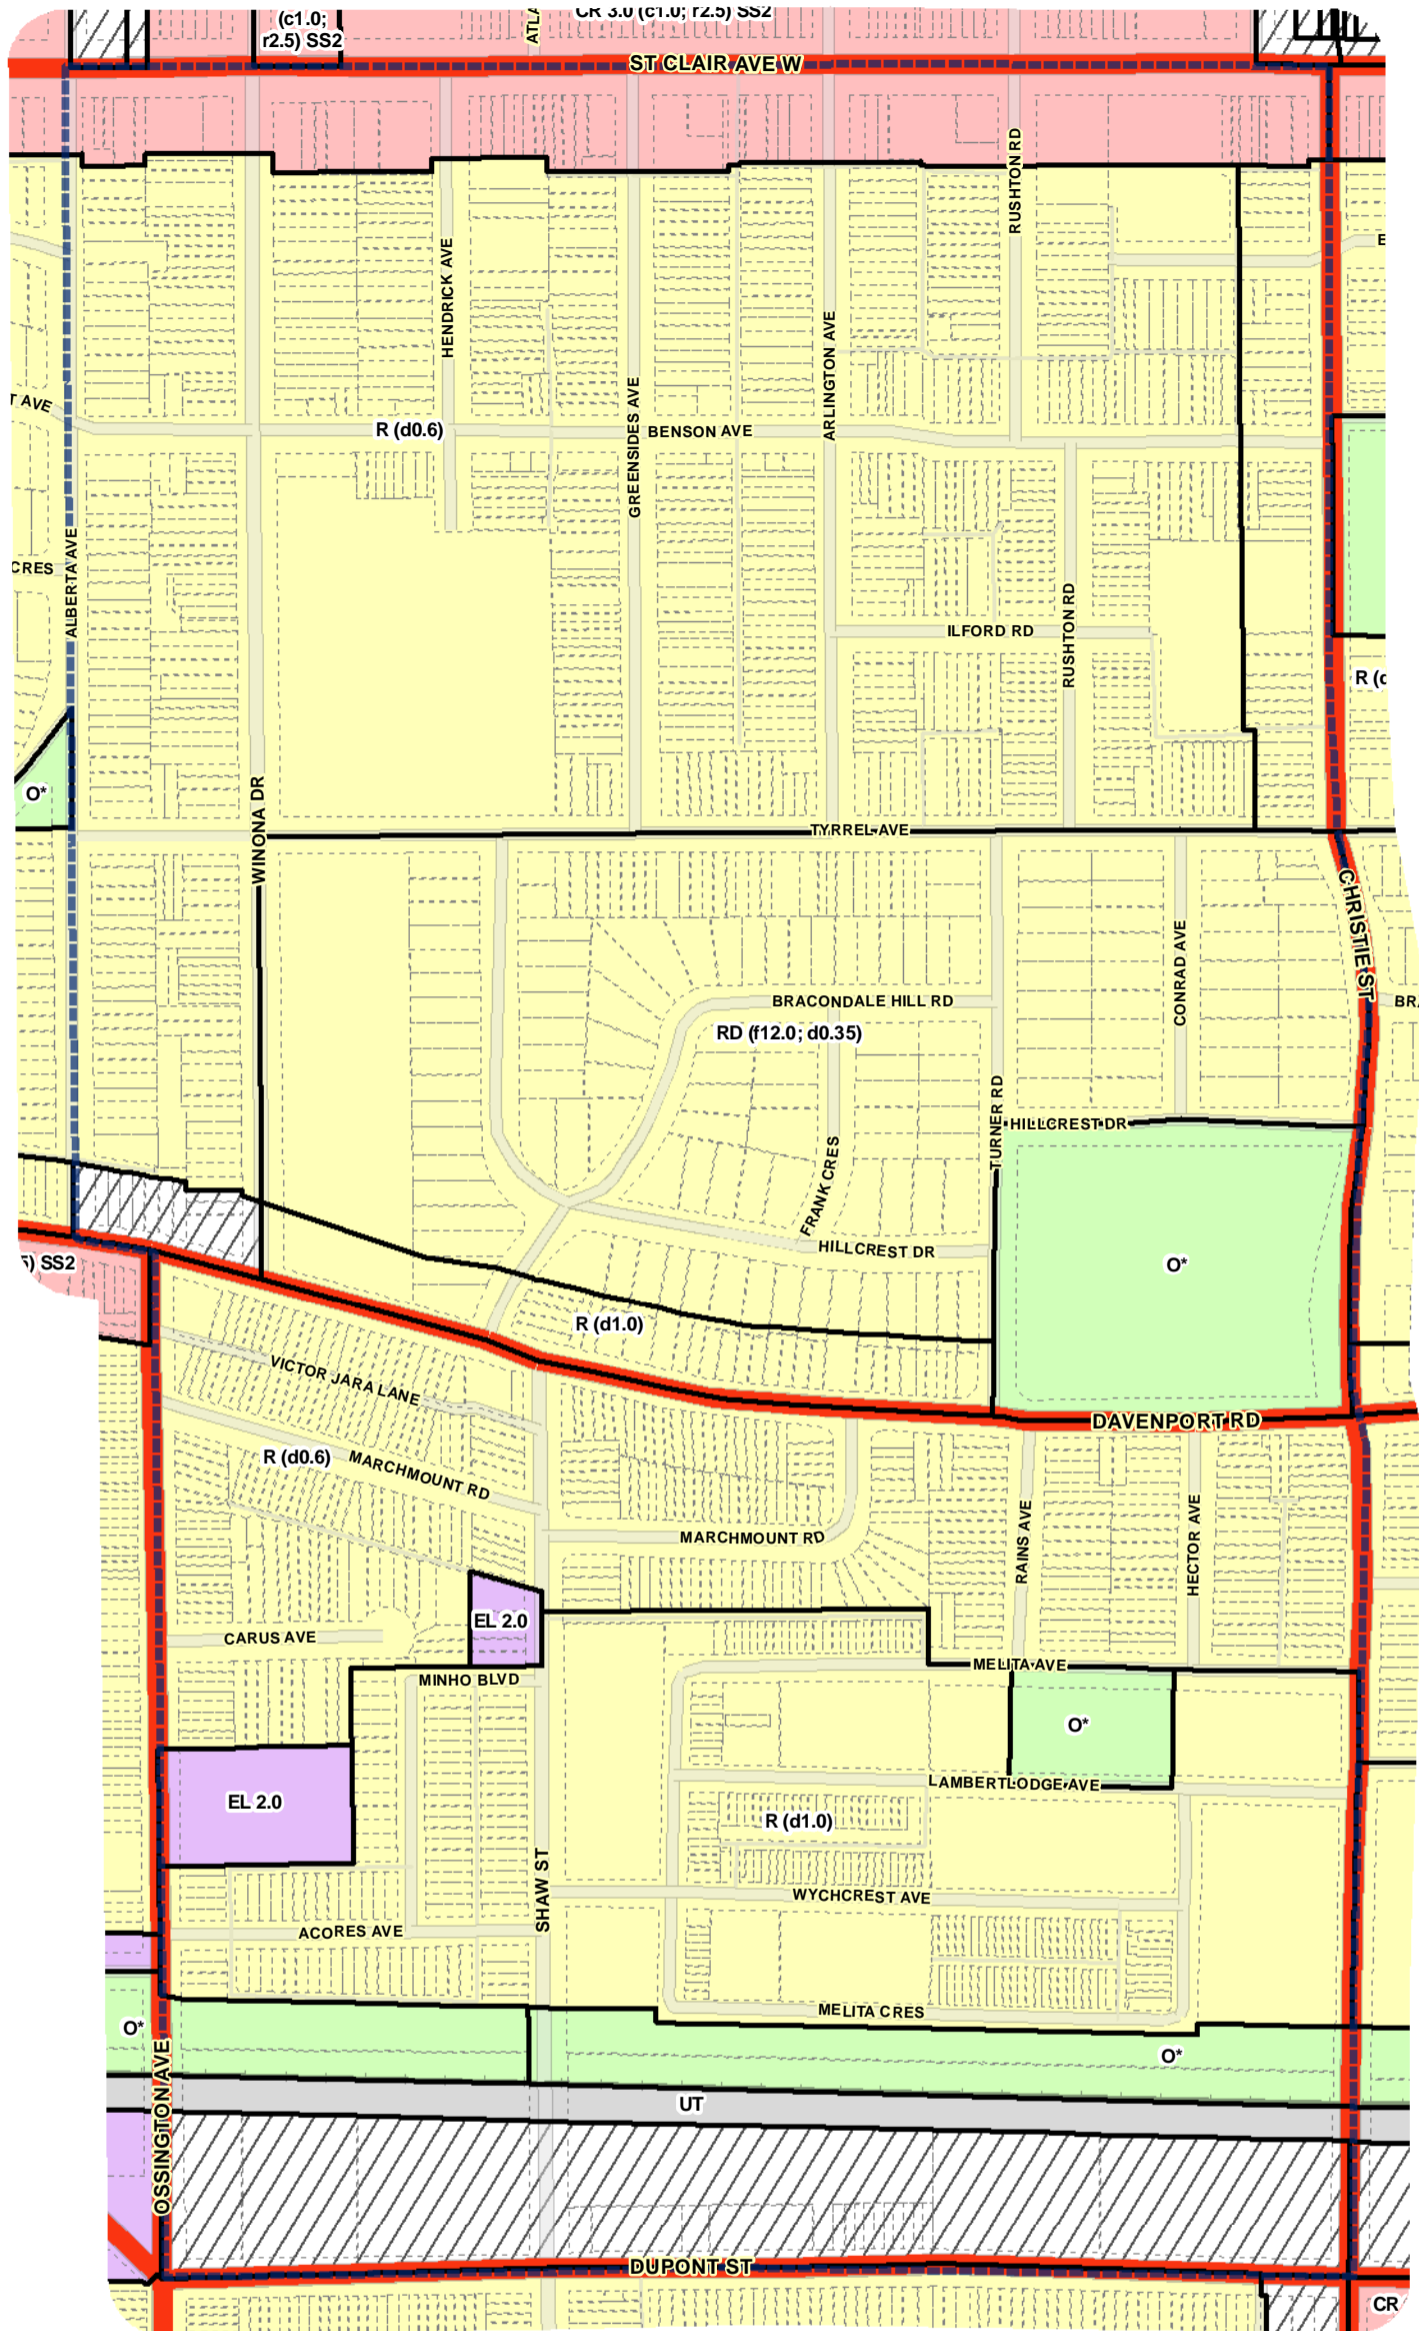 CR 3.0 (c1.0; r2.5) SS2
(c1.0;
r2.5) SS2
ATLA
ST CLAIR AVE W
RUSHTON RD
HENDRICK AVE
E
ARLINGTON AVE
GREENSIDES AVE
T AVE
R (d0.6)
BENSON AVE
ALBERTA AVE
CRES
ILFORD RD
RUSHTON RD
R (d
O*
WINONA DR
TYRREL AVE
CHRISTIE ST
CONRAD AVE
BRACONDALE HILL RD
BR
RD (f12.0; d0.35)
TURNER RD
HILLCREST DR
FRANK CRES
HILLCREST DR
O*
5) SS2
R (d1.0)
VICTOR JARA LANE
DAVENPORT RD
R (d0.6)
MARCHMOUNT RD
MARCHMOUNT RD
RAINS AVE
HECTOR AVE
EL 2.0
CARUS AVE
MELITA AVE
MINHO BLVD
O*
LAMBERTLODGE AVE
EL 2.0
R (d1.0)
SHAW ST
WYCHCREST AVE
ACORES AVE
MELITA CRES
O*
O*
OSSINGTON AVE
UT
DUPONT ST
CR